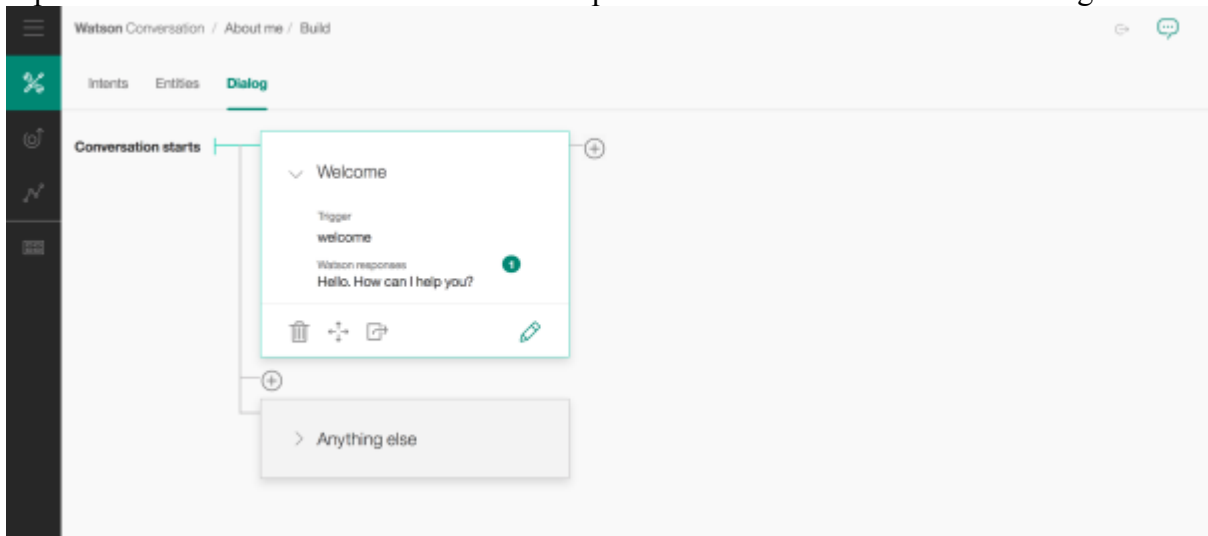 Watson Conversation / About me / Build
Intents Entities Dialog
Conversation starts
Welcome
Trigger
welcome
Watson responses
1
Hello. How can I help you?
Anything else